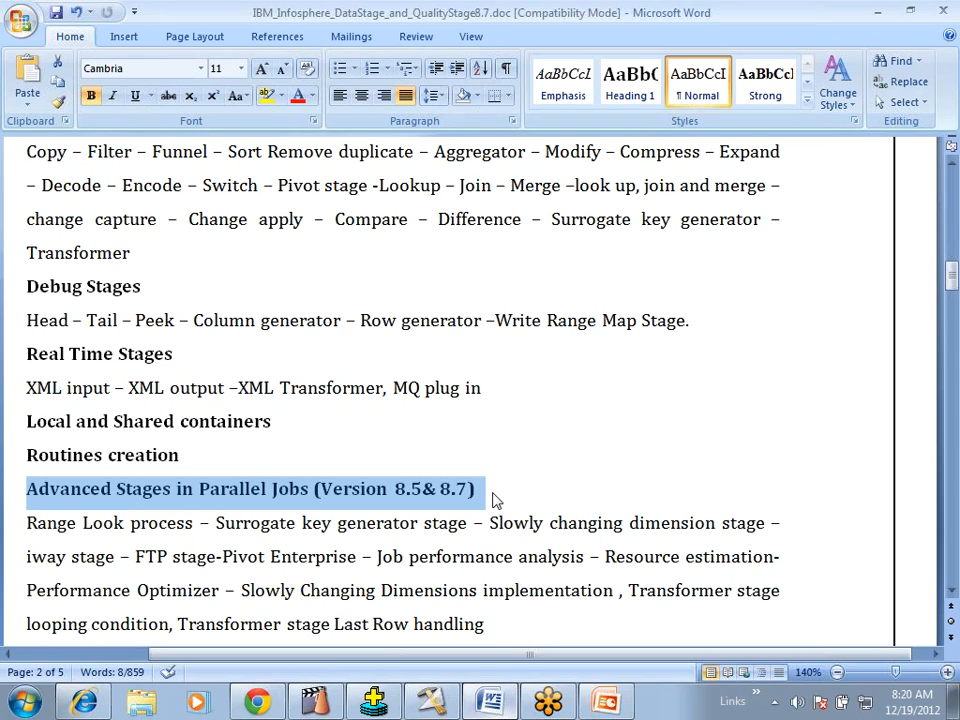 IBM_Infosphere_DataStage_and_QualityStage8.7.doc [Compatibility Mode] - Microsoft Word
Home Insert Page Layout References Mailings Review View
Cambria 11 AaBbCcI AaBbC AaBbCcI AaBbCcl Find
Paste Replace
B I U abc Aa A Emphasis Heading 1 ¶ Normal Strong Change Styles Select
Clipboard Font Paragraph Styles Editing
Copy – Filter – Funnel – Sort Remove duplicate – Aggregator – Modify – Compress – Expand
– Decode – Encode – Switch – Pivot stage -Lookup – Join – Merge –look up, join and merge –
change capture – Change apply – Compare – Difference – Surrogate key generator –
Transformer
Debug Stages
Head – Tail – Peek – Column generator – Row generator –Write Range Map Stage.
Real Time Stages
XML input – XML output –XML Transformer, MQ plug in
Local and Shared containers
Routines creation
Advanced Stages in Parallel Jobs (Version 8.5& 8.7)
Range Look process – Surrogate key generator stage – Slowly changing dimension stage –
iway stage – FTP stage-Pivot Enterprise – Job performance analysis – Resource estimation-
Performance Optimizer – Slowly Changing Dimensions implementation , Transformer stage
looping condition, Transformer stage Last Row handling
Page: 2 of 5 Words: 8/859 140%
Links 8:20 AM
12/19/2012